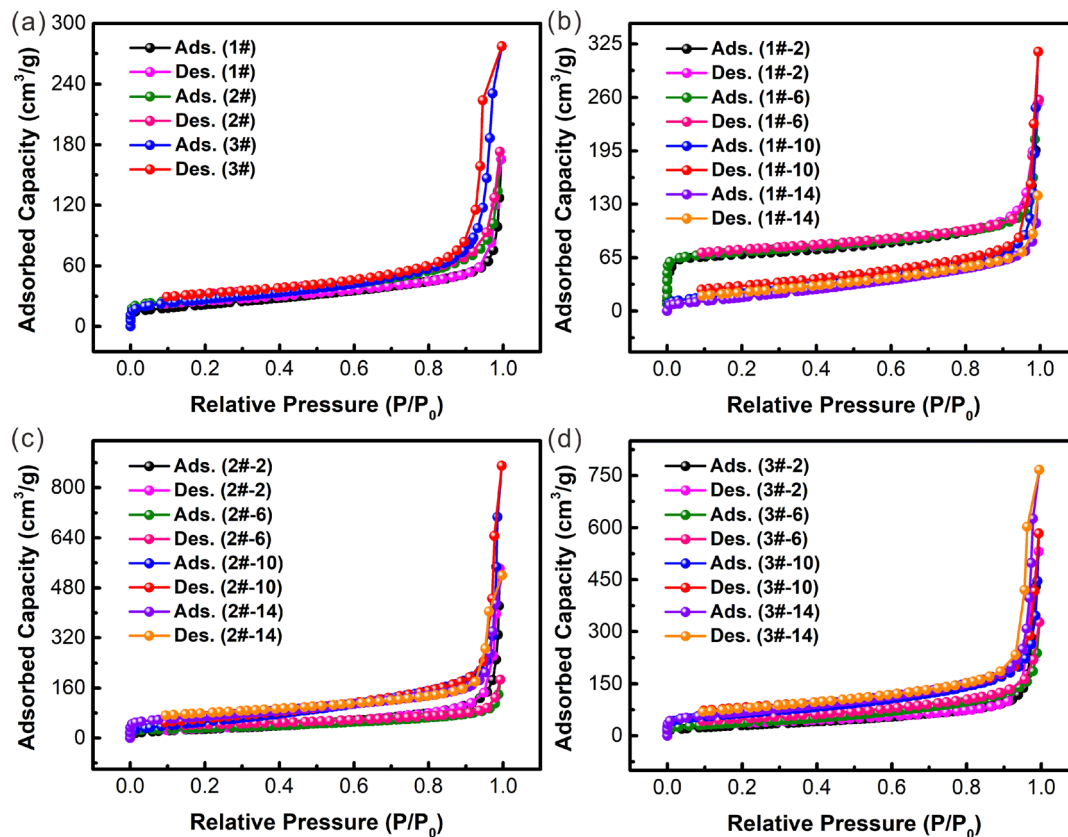 (a)
Adsorbed Capacity (cm³/g)
300
240
180
120
60
0
Ads. (1#)
Des. (1#)
Ads. (2#)
Des. (2#)
Ads. (3#)
Des. (3#)
0.0 0.2 0.4 0.6 0.8 1.0
Relative Pressure (P/P₀)
(b)
Adsorbed Capacity (cm³/g)
325
260
195
130
65
0
Ads. (1#-2)
Des. (1#-2)
Ads. (1#-6)
Des. (1#-6)
Ads. (1#-10)
Des. (1#-10)
Ads. (1#-14)
Des. (1#-14)
0.0 0.2 0.4 0.6 0.8 1.0
Relative Pressure (P/P₀)
(c)
Adsorbed Capacity (cm³/g)
800
640
480
320
160
0
Ads. (2#-2)
Des. (2#-2)
Ads. (2#-6)
Des. (2#-6)
Ads. (2#-10)
Des. (2#-10)
Ads. (2#-14)
Des. (2#-14)
0.0 0.2 0.4 0.6 0.8 1.0
Relative Pressure (P/P₀)
(d)
Adsorbed Capacity (cm³/g)
750
600
450
300
150
0
Ads. (3#-2)
Des. (3#-2)
Ads. (3#-6)
Des. (3#-6)
Ads. (3#-10)
Des. (3#-10)
Ads. (3#-14)
Des. (3#-14)
0.0 0.2 0.4 0.6 0.8 1.0
Relative Pressure (P/P₀)